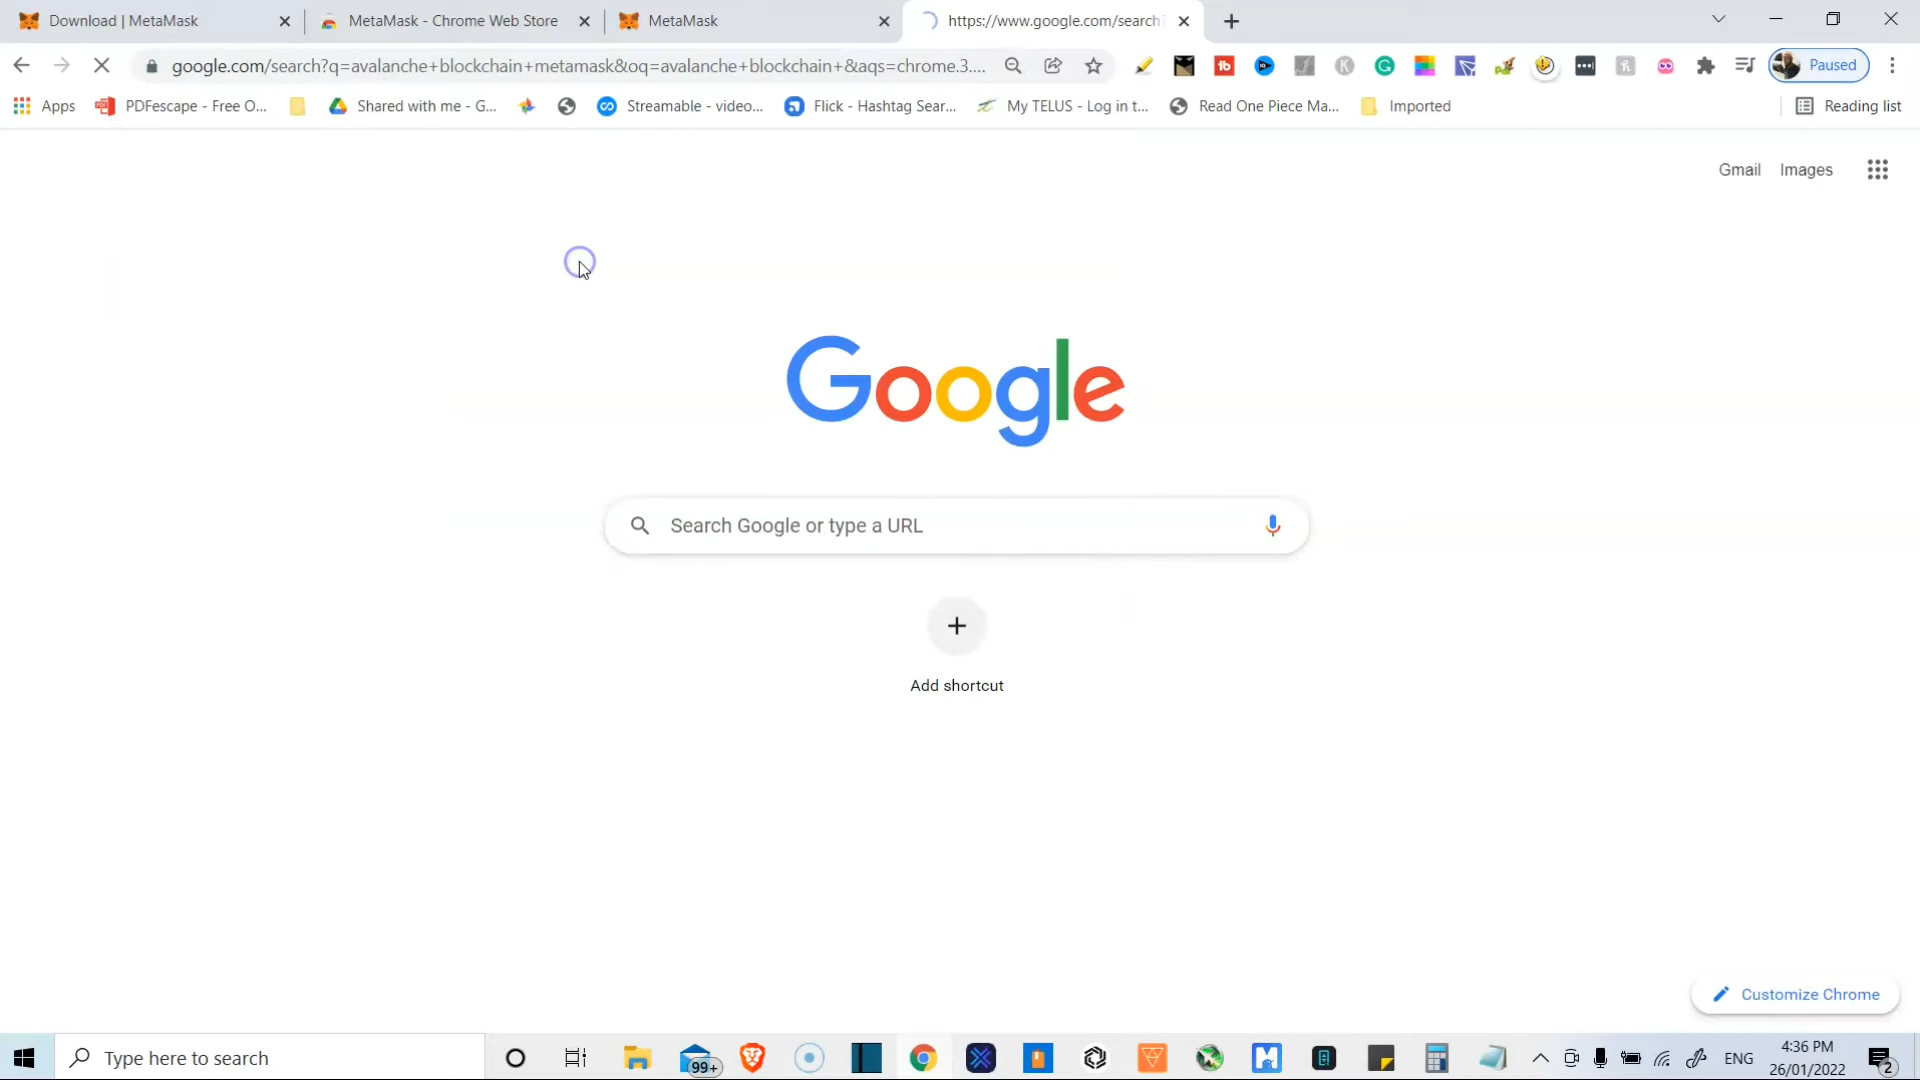 Download | MetaMask
MetaMask - Chrome Web Store
MetaMask
https://www.google.com/search?
google.com/search?q=avalanche+blockchain+metamask&oq=avalanche+blockchain+&aqs=chrome.3....
Paused
Apps
PDFescape - Free O...
Shared with me - G...
Streamable - video...
Flick - Hashtag Sear...
My TELUS - Log in t...
Read One Piece Ma...
Imported
Reading list
Gmail
Images
Google
Search Google or type a URL
Add shortcut
Customize Chrome
Type here to search
99+
ENG
4:36 PM
26/01/2022
2